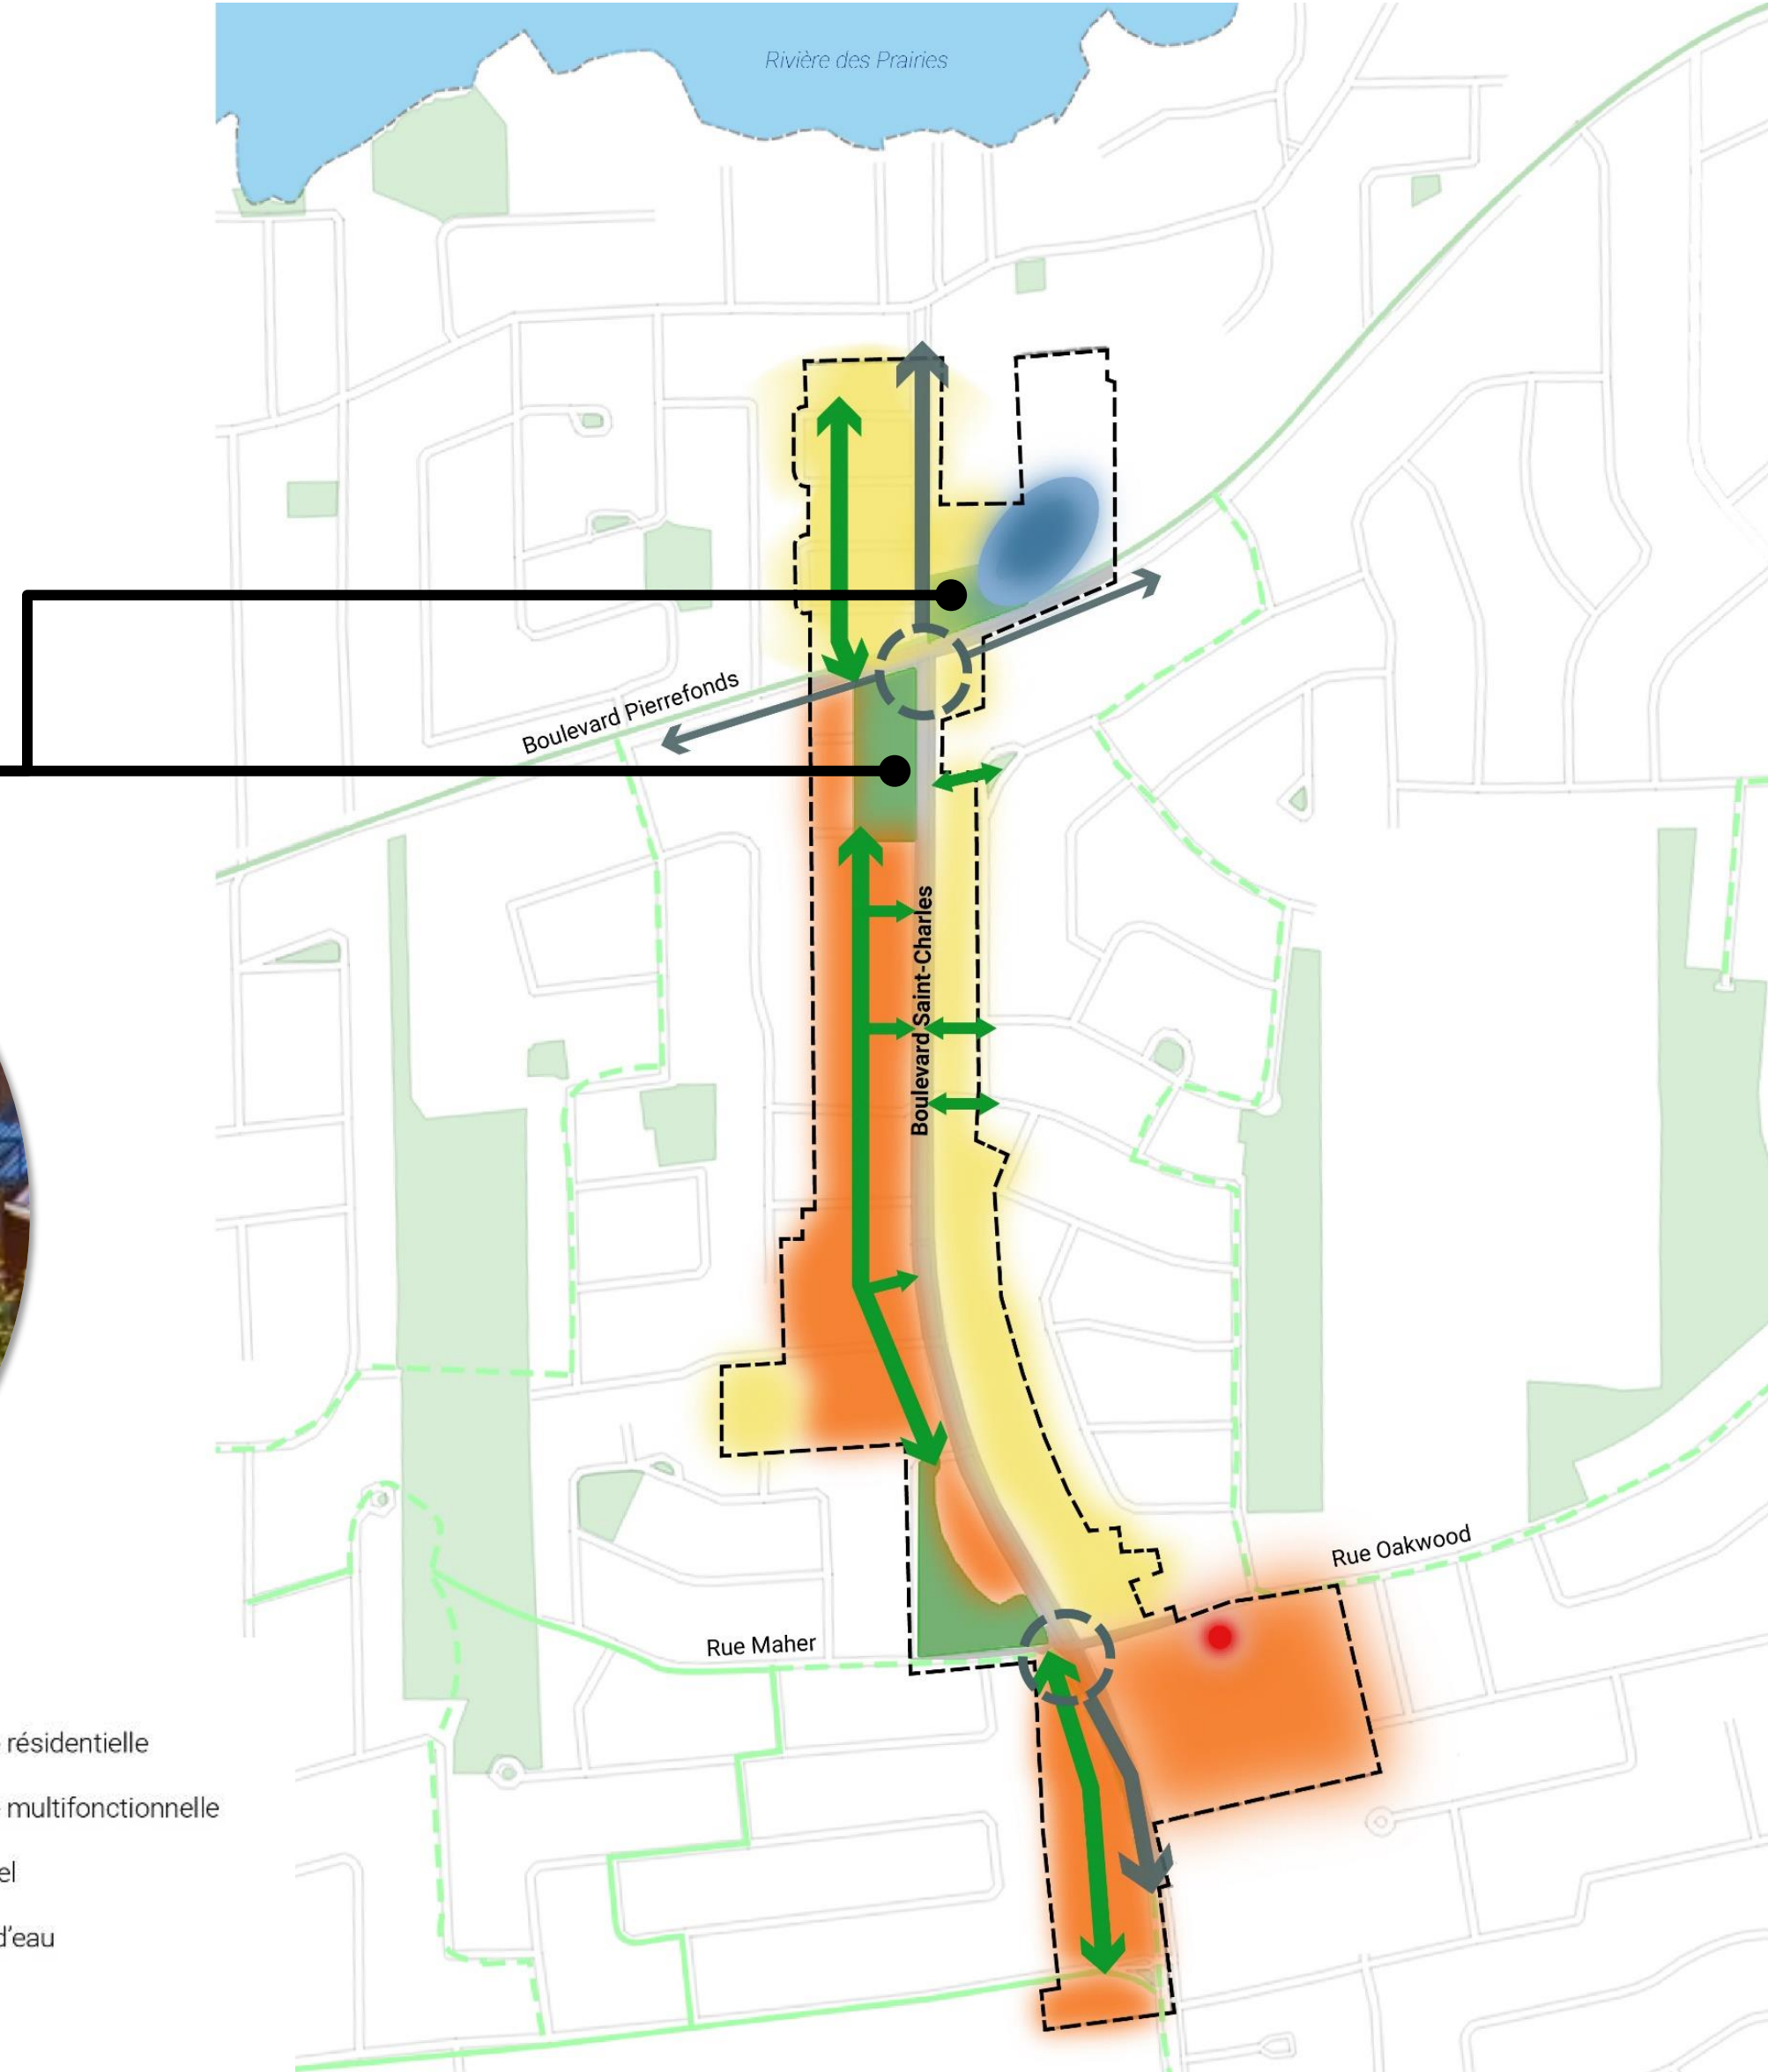 Rivière des Prairies
Boulevard Pierrefonds
Boulevard Saint-Charles
Rue Oakwood
Rue Maher
résidentielle
multifonctionnelle
el
d'eau